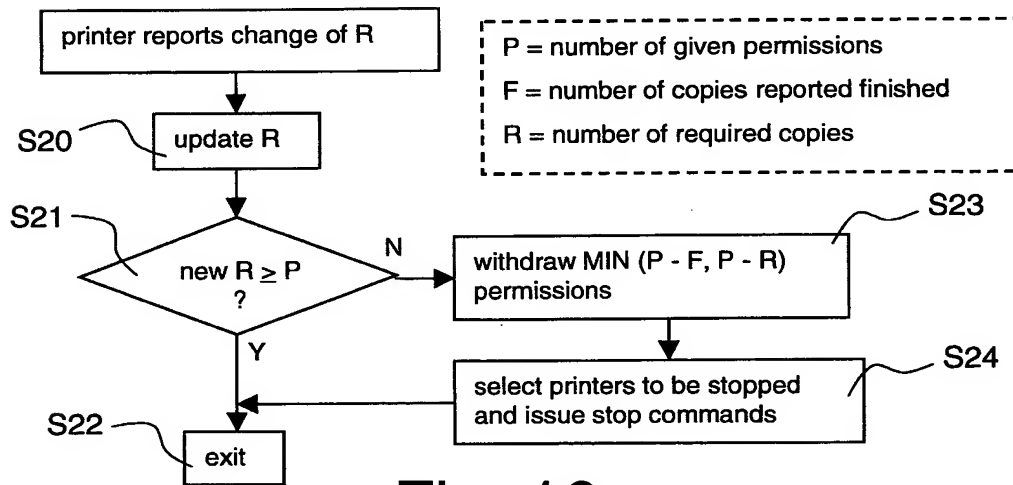 printer reports change of R
P = number of given permissions
F = number of copies reported finished
R = number of required copies
S20
update R
S21
new R ≥ P
?
N
Y
S23
withdraw MIN (P - F, P - R)
permissions
S24
select printers to be stopped
and issue stop commands
S22
exit